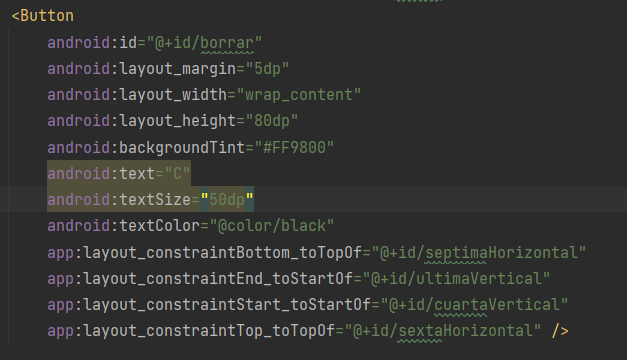 <Button
android:id="@+id/borrar"
android:layout_margin="5dp"
android:layout_width="wrap_content"
android:layout_height="80dp"
android:backgroundTint="#FF9800"
android:text="C"
android:textSize="50dp"
android:textColor="@color/black"
app:layout_constraintBottom_toTopOf="@+id/septimaHorizontal"
app:layout_constraintEnd_toStartOf="@+id/ultimaVertical"
app:layout_constraintStart_toStartOf="@+id/cuartaVertical"
app:layout_constraintTop_toTopOf="@+id/sextaHorizontal" />